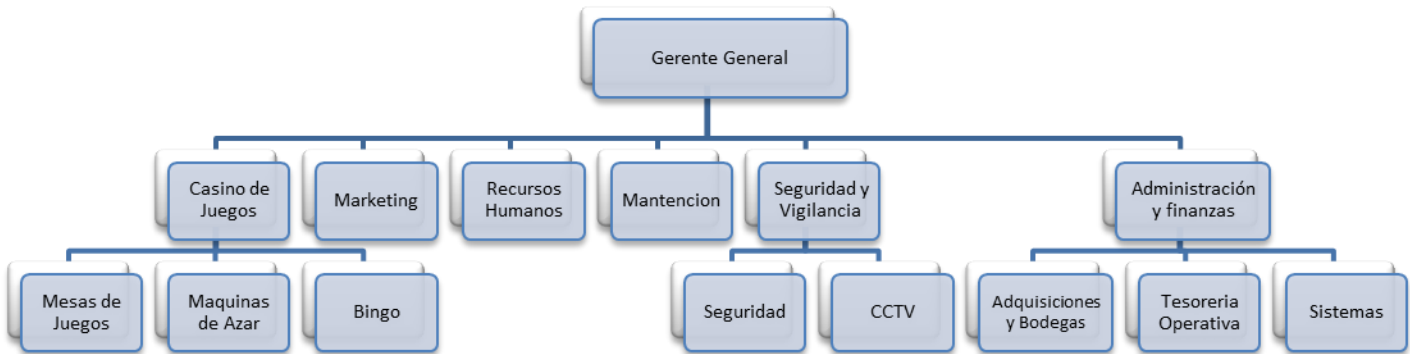 Gerente General
Casino de
Juegos
Marketing
Recursos
Humanos
Mantencion
Seguridad y
Vigilancia
Administración
y finanzas
Mesas de
Juegos
Maquinas
de Azar
Bingo
Seguridad
CCTV
Adquisiciones
y Bodegas
Tesoreria
Operativa
Sistemas